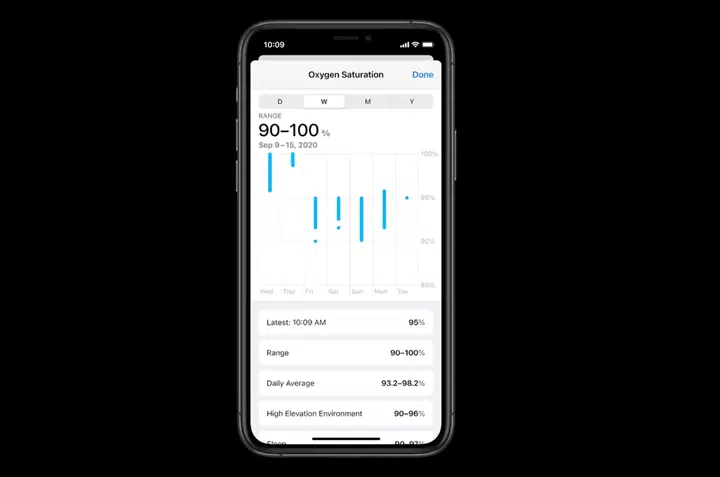 10:09
Oxygen Saturation
Done
D W M Y
RANGE
90–100 %
Sep 9–15, 2020
100%
95%
90%
85%
Wed Thu Fri Sat Sun Mon Tue
Latest: 10:09 AM 95%
Range 90–100%
Daily Average 93.2–98.2%
High Elevation Environment 90–96%
Sleep 90–97%